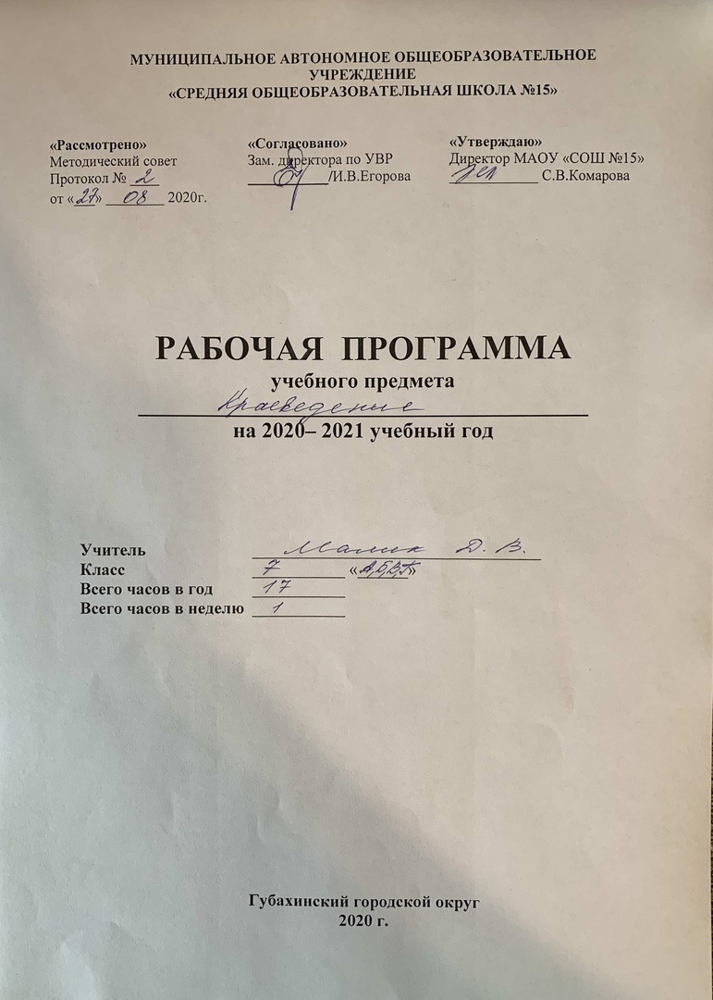 МУНИЦИПАЛЬНОЕ АВТОНОМНОЕ ОБЩЕОБРАЗОВАТЕЛЬНОЕ
УЧРЕЖДЕНИЕ
«СРЕДНЯЯ ОБЩЕОБРАЗОВАТЕЛЬНАЯ ШКОЛА №15»
«Рассмотрено»
Методический совет
Протокол № 2
от «27» 08 2020г.
«Согласовано»
Зам. директора по УВР
/И.В.Егорова
«Утверждаю»
Директор МАОУ «СОШ №15»
С.В.Комарова
РАБОЧАЯ ПРОГРАММА
учебного предмета
Краеведение
на 2020– 2021 учебный год
Учитель Малик Д. В.
Класс 7 «А,Б,В,Г»
Всего часов в год 17
Всего часов в неделю 1
Губахинский городской округ
2020 г.